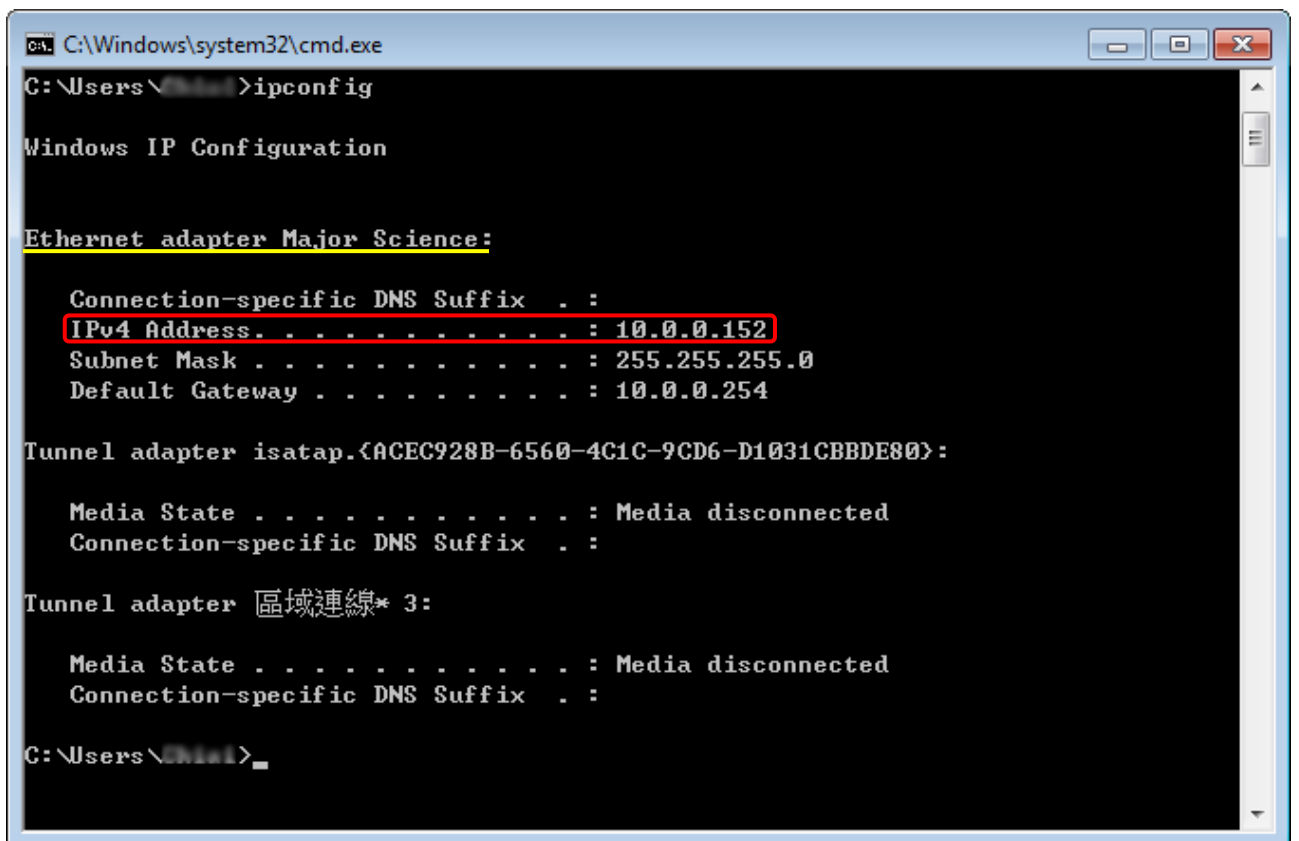 C:\Windows\system32\cmd.exe
C:\Users\ >ipconfig
Windows IP Configuration
Ethernet adapter Major Science:
Connection-specific DNS Suffix . :
IPv4 Address. . . . . . . . . . . : 10.0.0.152
Subnet Mask . . . . . . . . . . . : 255.255.255.0
Default Gateway . . . . . . . . . : 10.0.0.254
Tunnel adapter isatap.{ACEC928B-6560-4C1C-9CD6-D1031CBBDE80}:
Media State . . . . . . . . . . . : Media disconnected
Connection-specific DNS Suffix . :
Tunnel adapter 區域連線* 3:
Media State . . . . . . . . . . . : Media disconnected
Connection-specific DNS Suffix . :
C:\Users\ >_